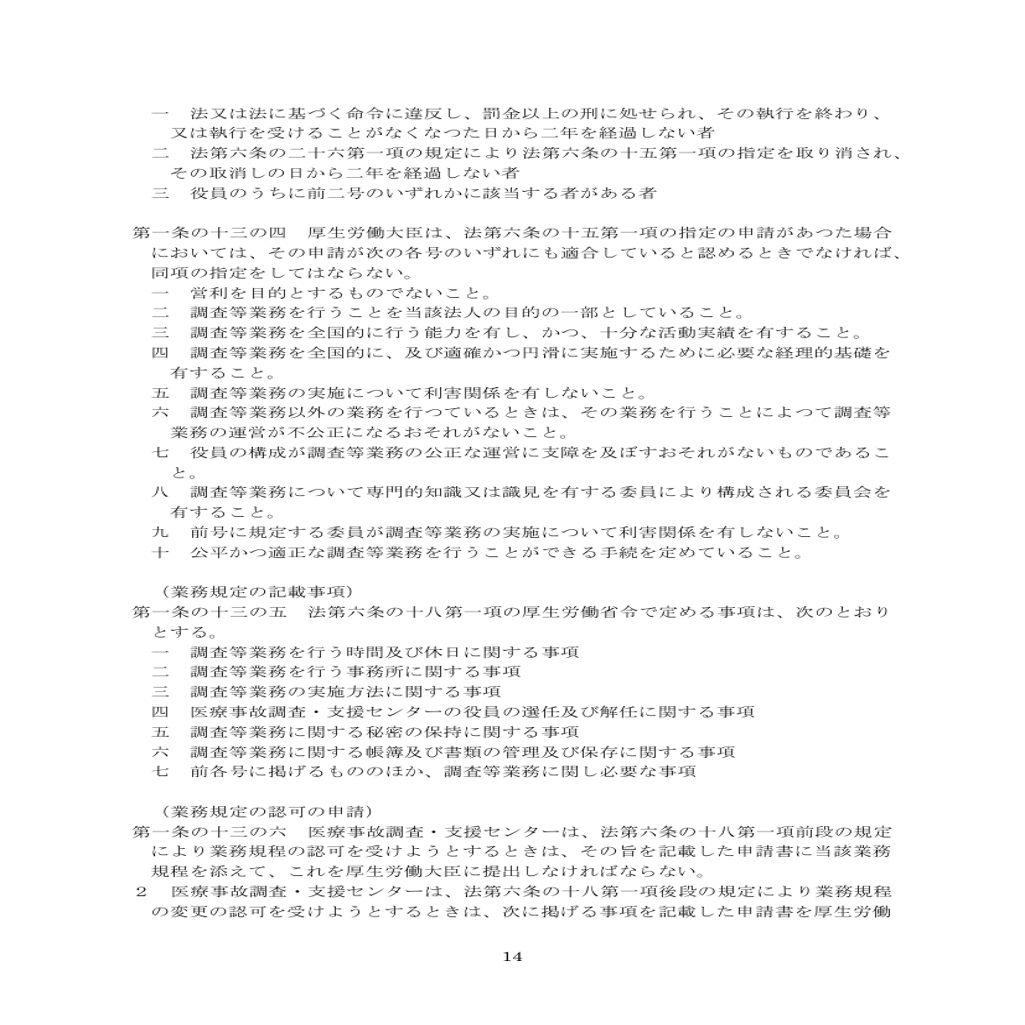 一　法又は法に基づく命令に違反し、罰金以上の刑に処せられ、その執行を終わり、
又は執行を受けることがなくなつた日から二年を経過しない者
二　法第六条の二十六第一項の規定により法第六条の十五第一項の指定を取り消され、
その取消しの日から二年を経過しない者
三　役員のうちに前二号のいずれかに該当する者がある者
第一条の十三の四　厚生労働大臣は、法第六条の十五第一項の指定の申請があつた場合
においては、その申請が次の各号のいずれにも適合していると認めるときでなければ、
同項の指定をしてはならない。
一　営利を目的とするものでないこと。
二　調査等業務を行うことを当該法人の目的の一部としていること。
三　調査等業務を全国的に行う能力を有し、かつ、十分な活動実績を有すること。
四　調査等業務を全国的に、及び適確かつ円滑に実施するために必要な経理的基礎を
有すること。
五　調査等業務の実施について利害関係を有しないこと。
六　調査等業務以外の業務を行つているときは、その業務を行うことによつて調査等
業務の運営が不公正になるおそれがないこと。
七　役員の構成が調査等業務の公正な運営に支障を及ぼすおそれがないものであるこ
と。
八　調査等業務について専門的知識又は識見を有する委員により構成される委員会を
有すること。
九　前号に規定する委員が調査等業務の実施について利害関係を有しないこと。
十　公平かつ適正な調査等業務を行うことができる手続を定めていること。
（業務規定の記載事項）
第一条の十三の五　法第六条の十八第一項の厚生労働省令で定める事項は、次のとおり
とする。
一　調査等業務を行う時間及び休日に関する事項
二　調査等業務を行う事務所に関する事項
三　調査等業務の実施方法に関する事項
四　医療事故調査・支援センターの役員の選任及び解任に関する事項
五　調査等業務に関する秘密の保持に関する事項
六　調査等業務に関する帳簿及び書類の管理及び保存に関する事項
七　前各号に掲げるもののほか、調査等業務に関し必要な事項
（業務規定の認可の申請）
第一条の十三の六　医療事故調査・支援センターは、法第六条の十八第一項前段の規定
により業務規程の認可を受けようとするときは、その旨を記載した申請書に当該業務
規程を添えて、これを厚生労働大臣に提出しなければならない。
２　医療事故調査・支援センターは、法第六条の十八第一項後段の規定により業務規程
の変更の認可を受けようとするときは、次に掲げる事項を記載した申請書を厚生労働
14